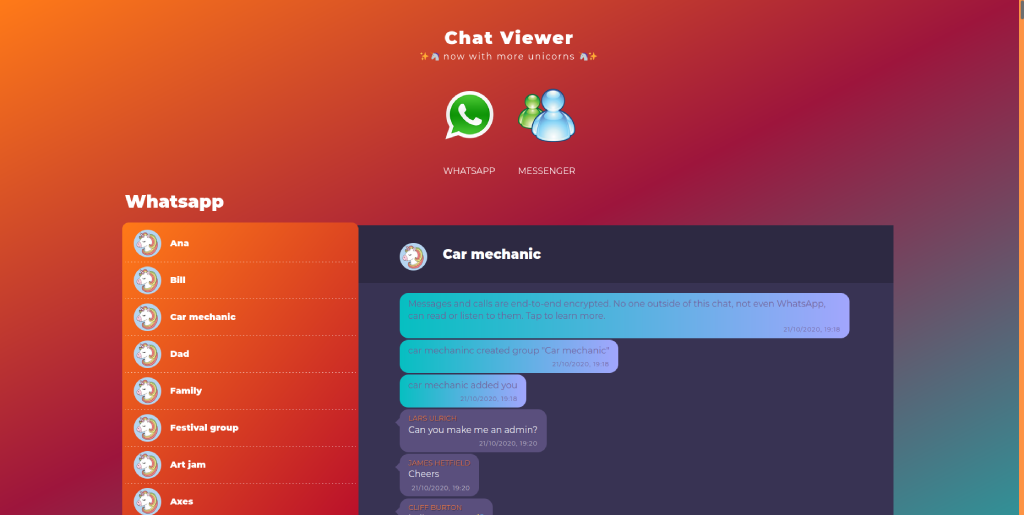 Chat Viewer
✨🦄 now with more unicorns 🦄✨
WHATSAPP
MESSENGER
Whatsapp
Ana
Bill
Car mechanic
Dad
Family
Festival group
Art jam
Axes
Car mechanic
Messages and calls are end-to-end encrypted. No one outside of this chat, not even WhatsApp,
can read or listen to them. Tap to learn more.
21/10/2020, 19:18
car mechaninc created group "Car mechanic"
21/10/2020, 19:18
car mechanic added you
21/10/2020, 19:18
LARS ULRICH
Can you make me an admin?
21/10/2020, 19:20
JAMES HETFIELD
Cheers
21/10/2020, 19:20
CLIFF BURTON